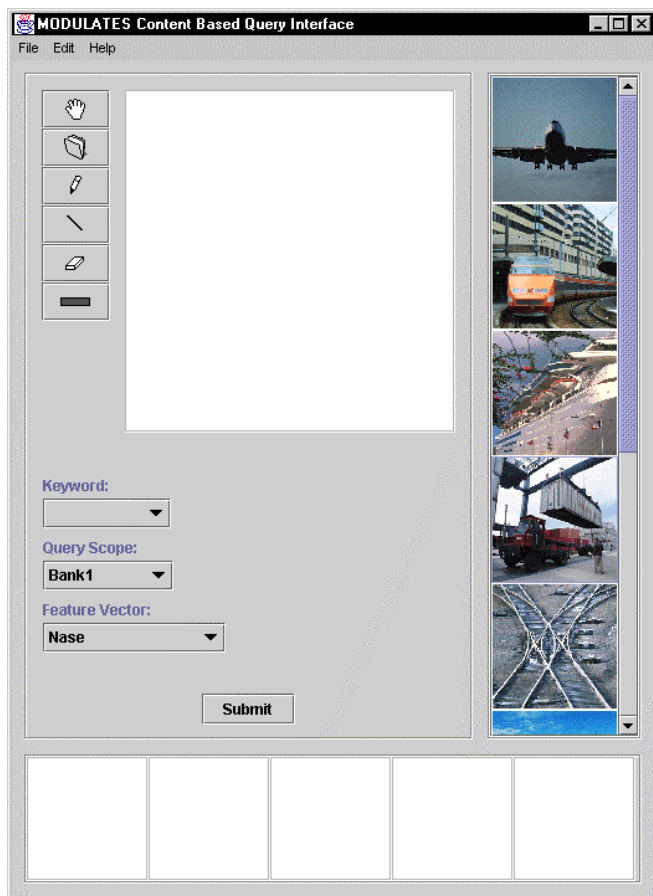 MODULATES Content Based Query Interface
File Edit Help
Keyword:
Query Scope:
Bank1
Feature Vector:
Nase
Submit